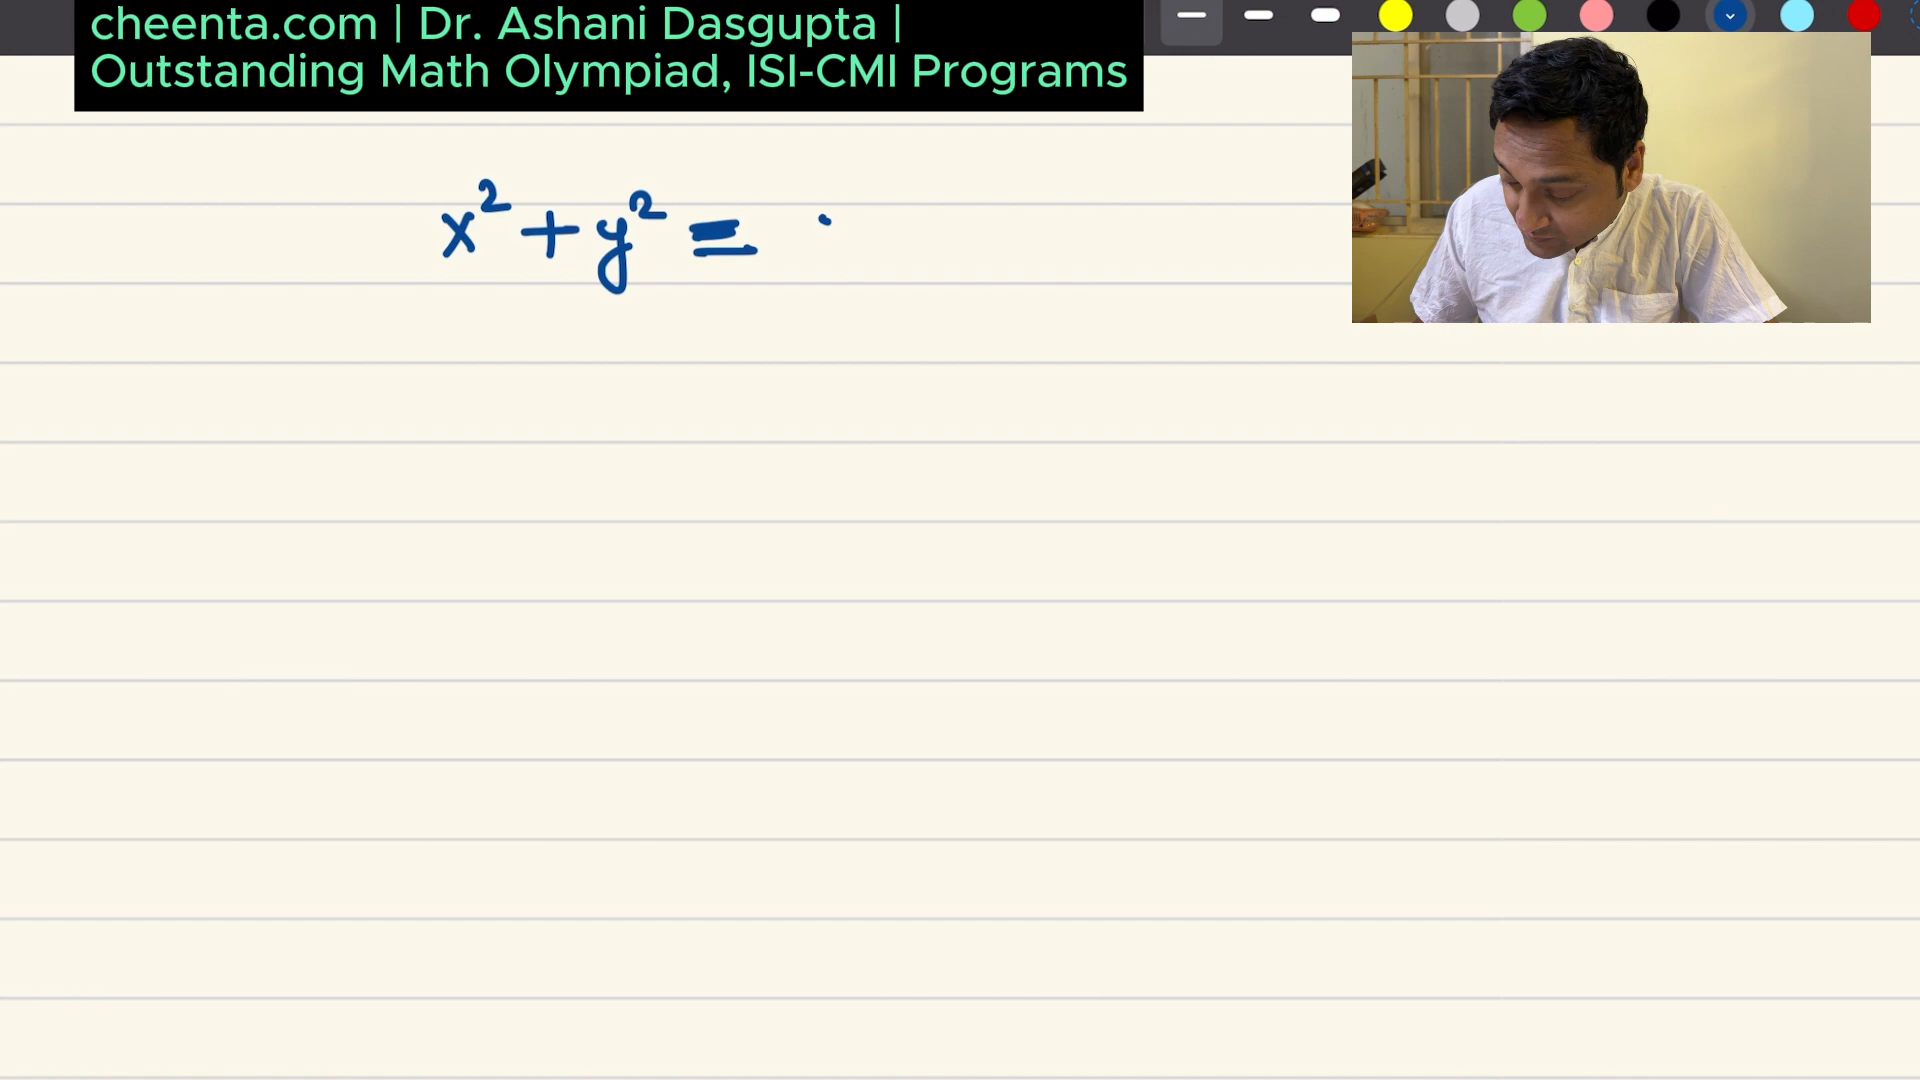 cheenta.com | Dr. Ashani Dasgupta |
Outstanding Math Olympiad, ISI-CMI Programs
x² + y² =